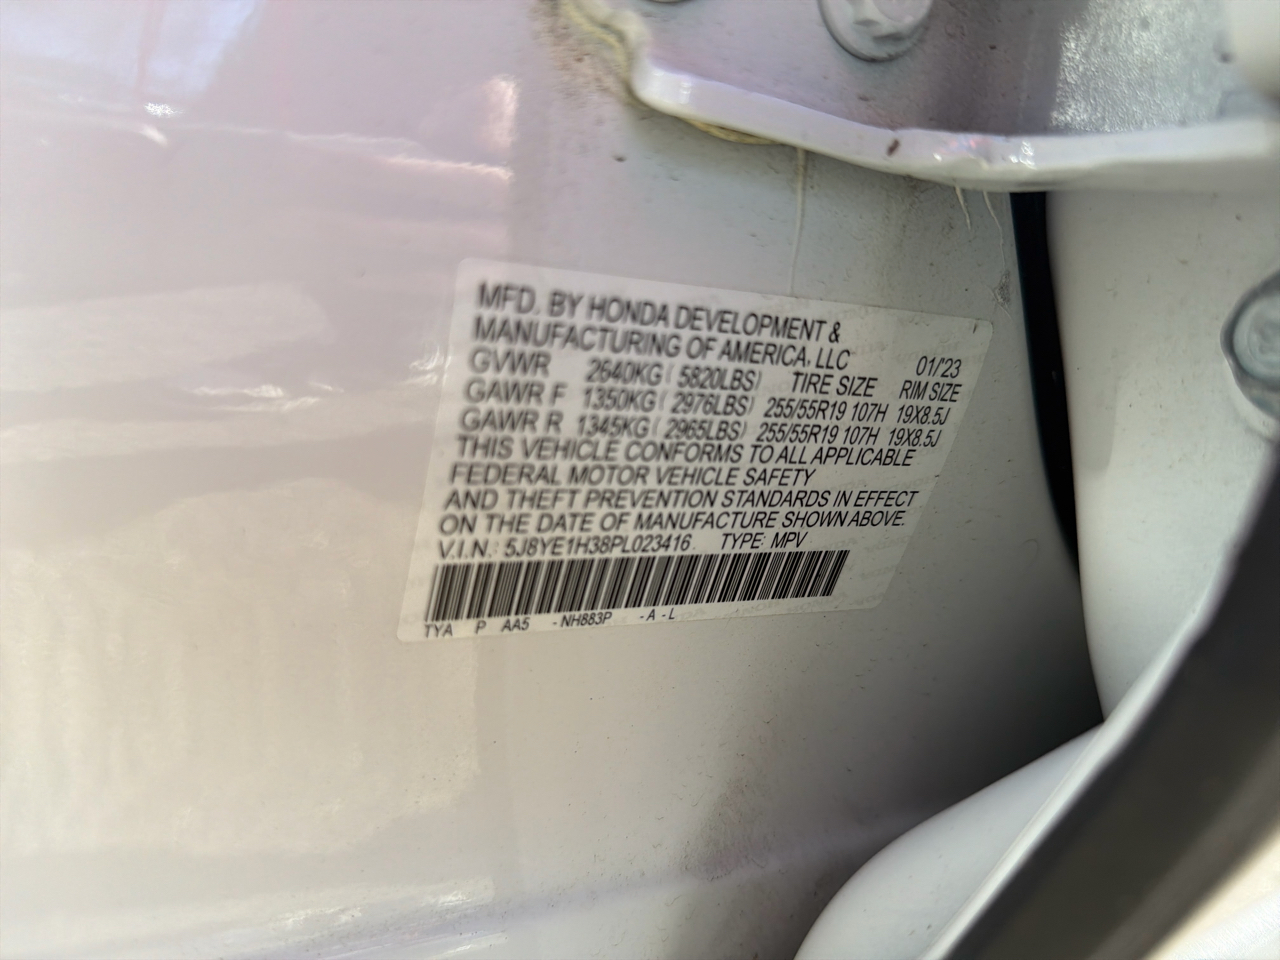 MFD. BY HONDA DEVELOPMENT &
MANUFACTURING OF AMERICA, LLC 01/'23
GVWR 2640KG ( 5820LBS) TIRE SIZE RIM SIZE
GAWR F 1350KG ( 2976LBS) 255/55R19 107H 19X8.5J
GAWR R 1345KG ( 2965LBS) 255/55R19 107H 19X8.5J
THIS VEHICLE CONFORMS TO ALL APPLICABLE
FEDERAL MOTOR VEHICLE SAFETY
AND THEFT PREVENTION STANDARDS IN EFFECT
ON THE DATE OF MANUFACTURE SHOWN ABOVE.
V.I.N.: 5J8YE1H38PL023416 TYPE: MPV
TYA P AA5 - NH883P - A - L